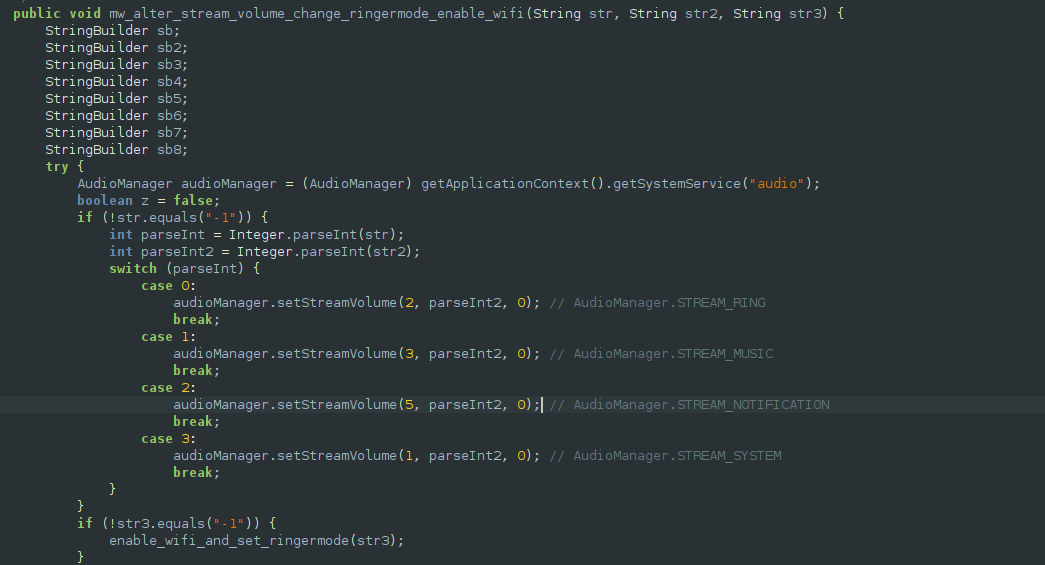 public void mw_alter_stream_volume_change_ringermode_enable_wifi(String str, String str2, String str3) {
    StringBuilder sb;
    StringBuilder sb2;
    StringBuilder sb3;
    StringBuilder sb4;
    StringBuilder sb5;
    StringBuilder sb6;
    StringBuilder sb7;
    StringBuilder sb8;
    try {
        AudioManager audioManager = (AudioManager) getApplicationContext().getSystemService("audio");
        boolean z = false;
        if (!str.equals("-1")) {
            int parseInt = Integer.parseInt(str);
            int parseInt2 = Integer.parseInt(str2);
            switch (parseInt) {
                case 0:
                    audioManager.setStreamVolume(2, parseInt2, 0); // AudioManager.STREAM_RING
                    break;
                case 1:
                    audioManager.setStreamVolume(3, parseInt2, 0); // AudioManager.STREAM_MUSIC
                    break;
                case 2:
                    audioManager.setStreamVolume(5, parseInt2, 0); // AudioManager.STREAM_NOTIFICATION
                    break;
                case 3:
                    audioManager.setStreamVolume(1, parseInt2, 0); // AudioManager.STREAM_SYSTEM
                    break;
            }
        }
        if (!str3.equals("-1")) {
            enable_wifi_and_set_ringermode(str3);
        }